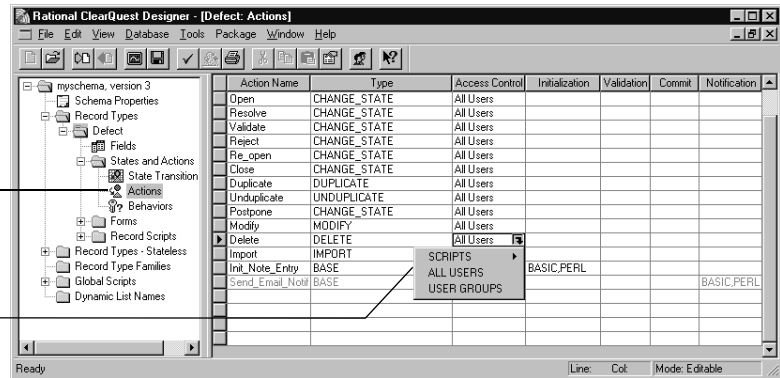 Rational ClearQuest Designer - [Defect: Actions]
File Edit View Database Tools Package Window Help
myschema, version 3
Schema Properties
Record Types
Defect
Fields
States and Actions
State Transition
Actions
Behaviors
Forms
Record Scripts
Record Types - Stateless
Record Type Families
Global Scripts
Dynamic List Names
Action Name Type Access Control Initialization Validation Commit Notification
Open CHANGE_STATE All Users
Resolve CHANGE_STATE All Users
Validate CHANGE_STATE All Users
Reject CHANGE_STATE All Users
Re_open CHANGE_STATE All Users
Close CHANGE_STATE All Users
Duplicate DUPLICATE All Users
Unduplicate UNDUPLICATE All Users
Postpone CHANGE_STATE All Users
Modify MODIFY All Users
Delete DELETE All Users
Import IMPORT
Init_Note_Entry BASE BASIC,PERL
Send_Email_Notif BASE BASIC,PERL
SCRIPTS
ALL USERS
USER GROUPS
Ready Line: Col: Mode: Editable